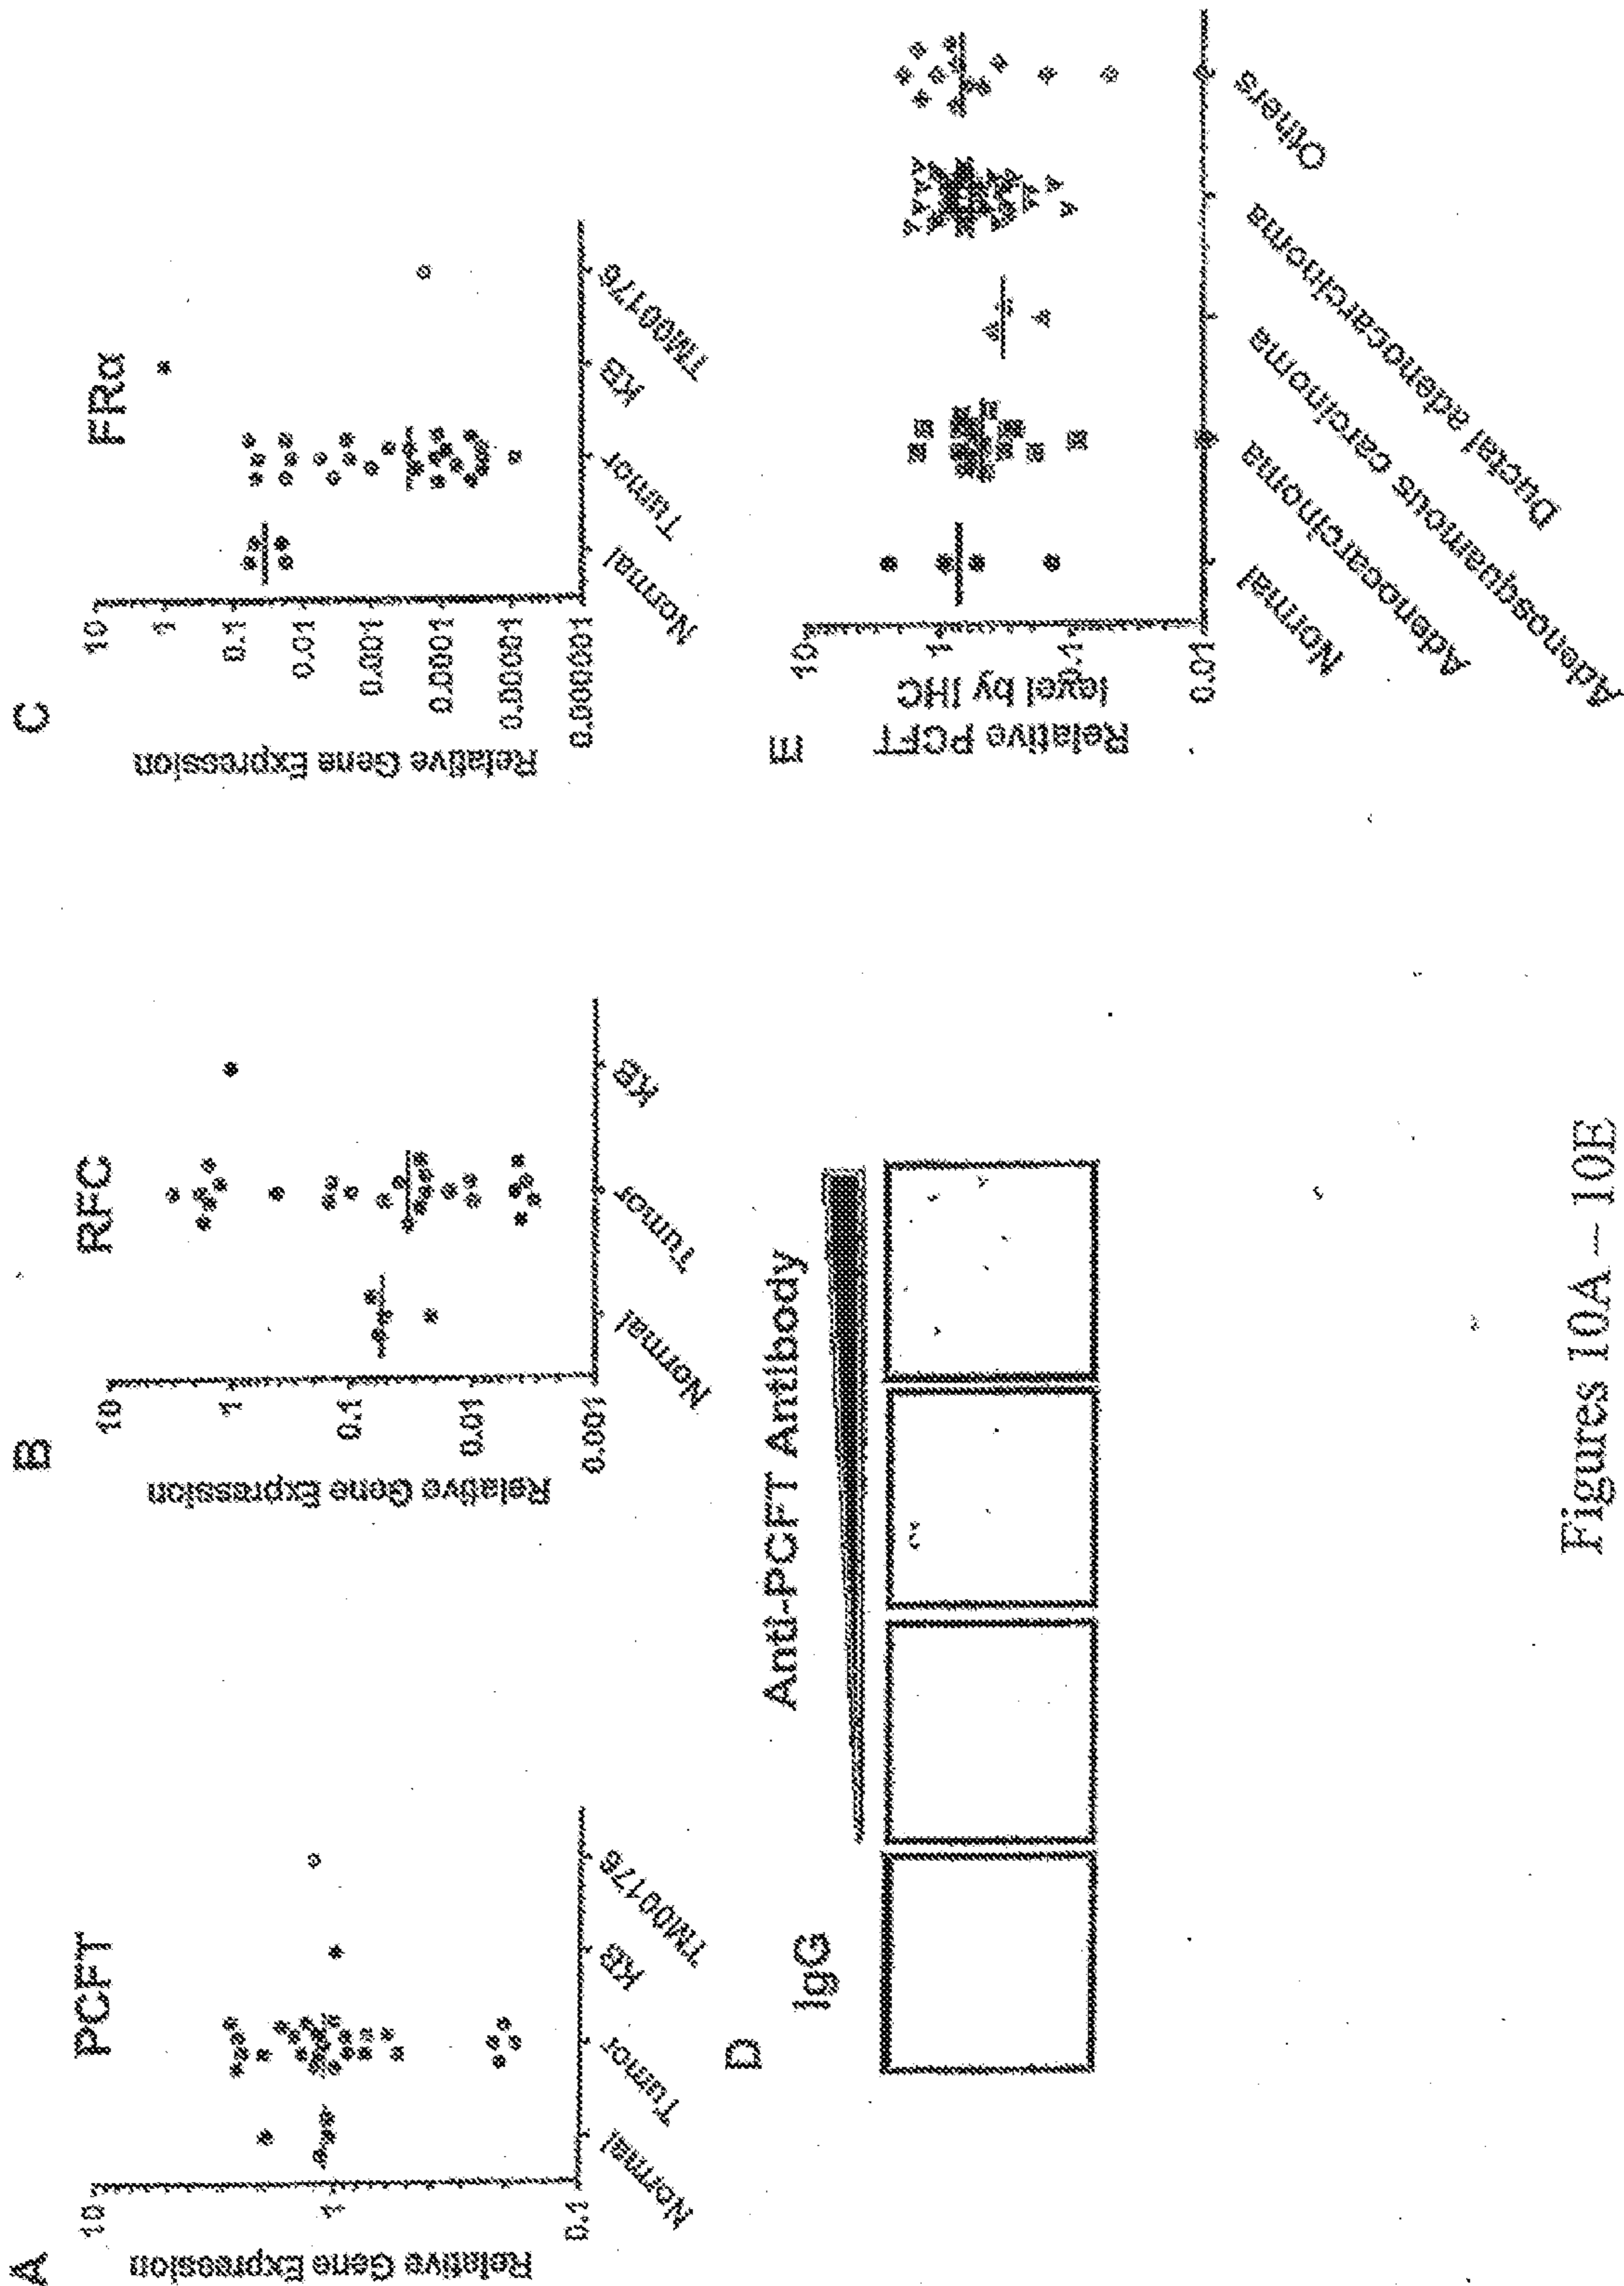 A
PCFT
Relative Gene Expression
10
1
0.1
Normal
Tumor
KB
TM00176
B
RFC
Relative Gene Expression
10
1
0.1
0.01
0.001
Normal
Tumor
KB
C
FRα
Relative Gene Expression
10
1
0.1
0.01
0.001
0.0001
0.00001
0.000001
Normal
Tumor
KB
TM00176
D
IgG
Anti-PCFT Antibody
E
Relative PCFT
level by IHC
10
1
0.1
0.01
Normal
Adenocarcinoma
Adenosquamous carcinoma
Ductal adenocarcinoma
Others
Figures 10A – 10E